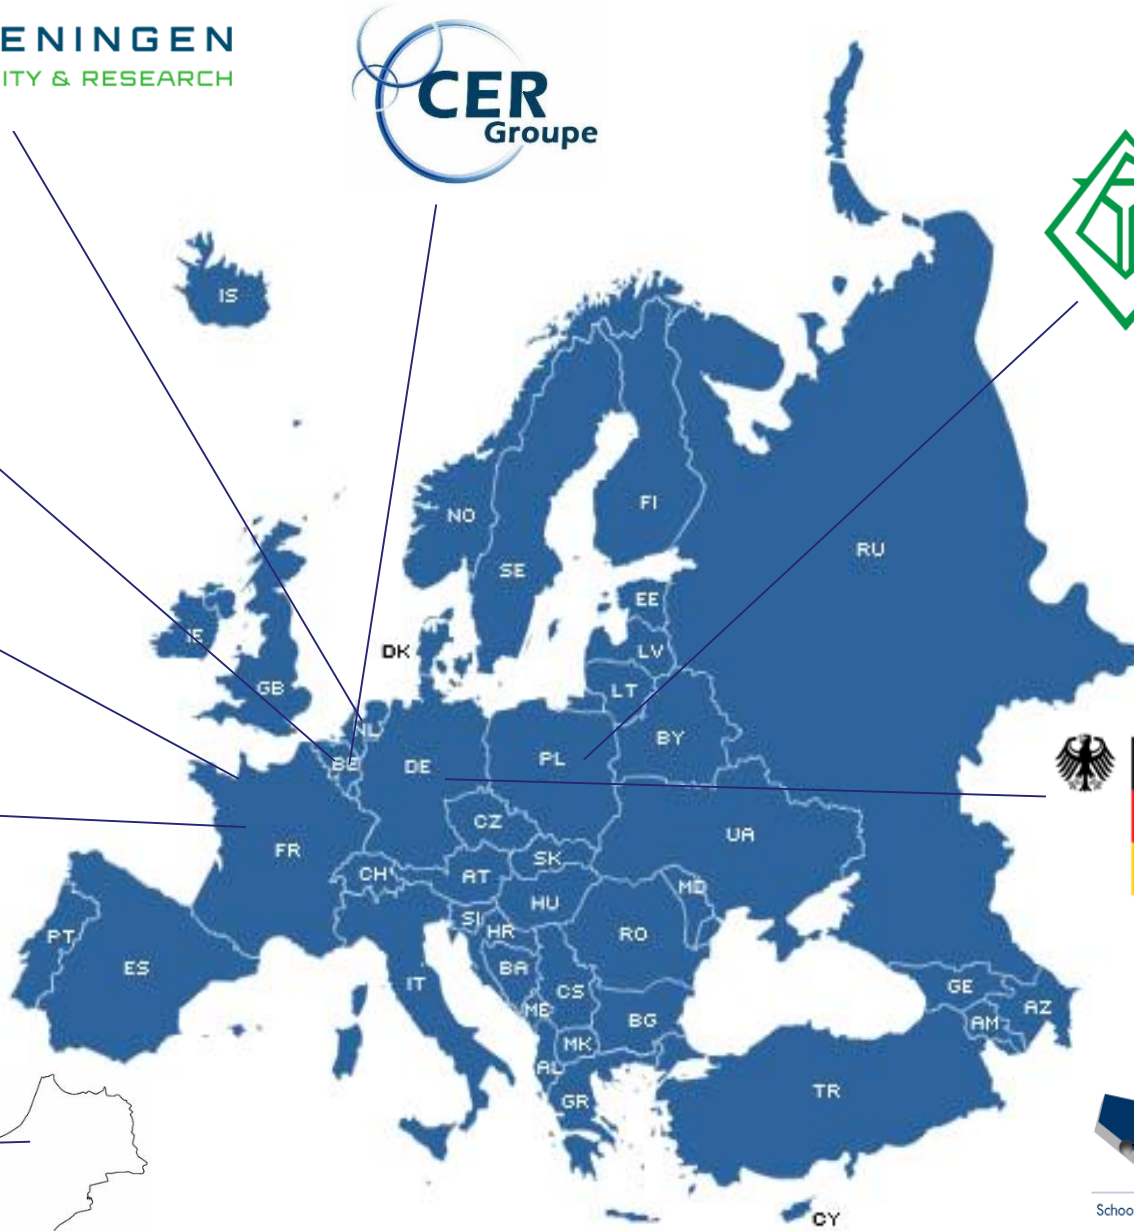 ENINGEN
ITY & RESEARCH
CER
Groupe
IS
NO
FI
RU
SE
EE
IE
DK
LV
GB
LT
NL
BY
PL
BE
DE
CZ
UA
FR
SK
CH
AT
MD
HU
SI
HR
RO
PT
ES
BA
IT
CS
GE
ME
AZ
BG
AM
MK
AL
TR
GR
CY
Schoo